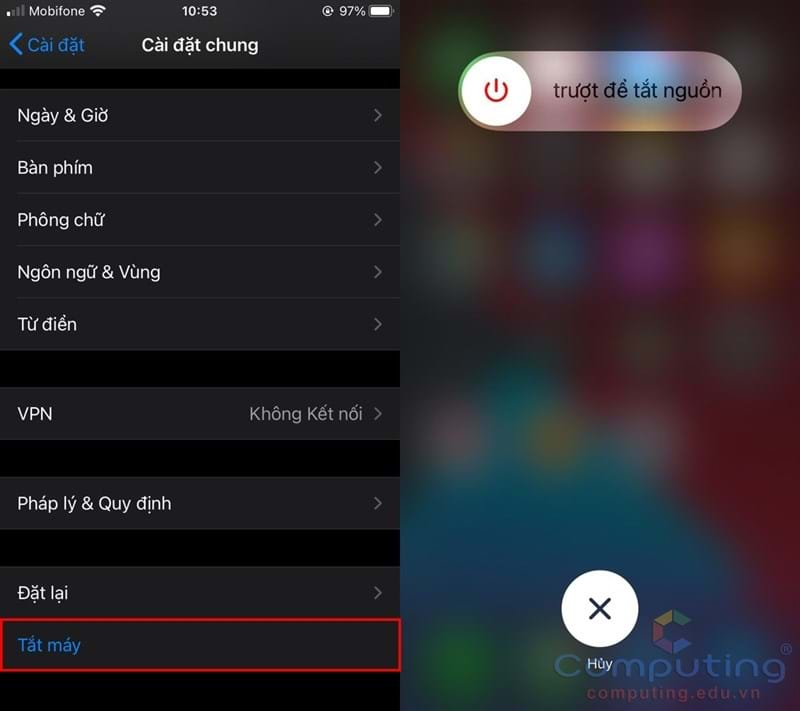 Mobifone 10:53 97%
Cài đặt Cài đặt chung
Ngày & Giờ
Bàn phím
Phông chữ
Ngôn ngữ & Vùng
Từ điển
VPN Không Kết nối
Pháp lý & Quy định
Đặt lại
Tắt máy
trượt để tắt nguồn
Hủy
Computing®
computing.edu.vn